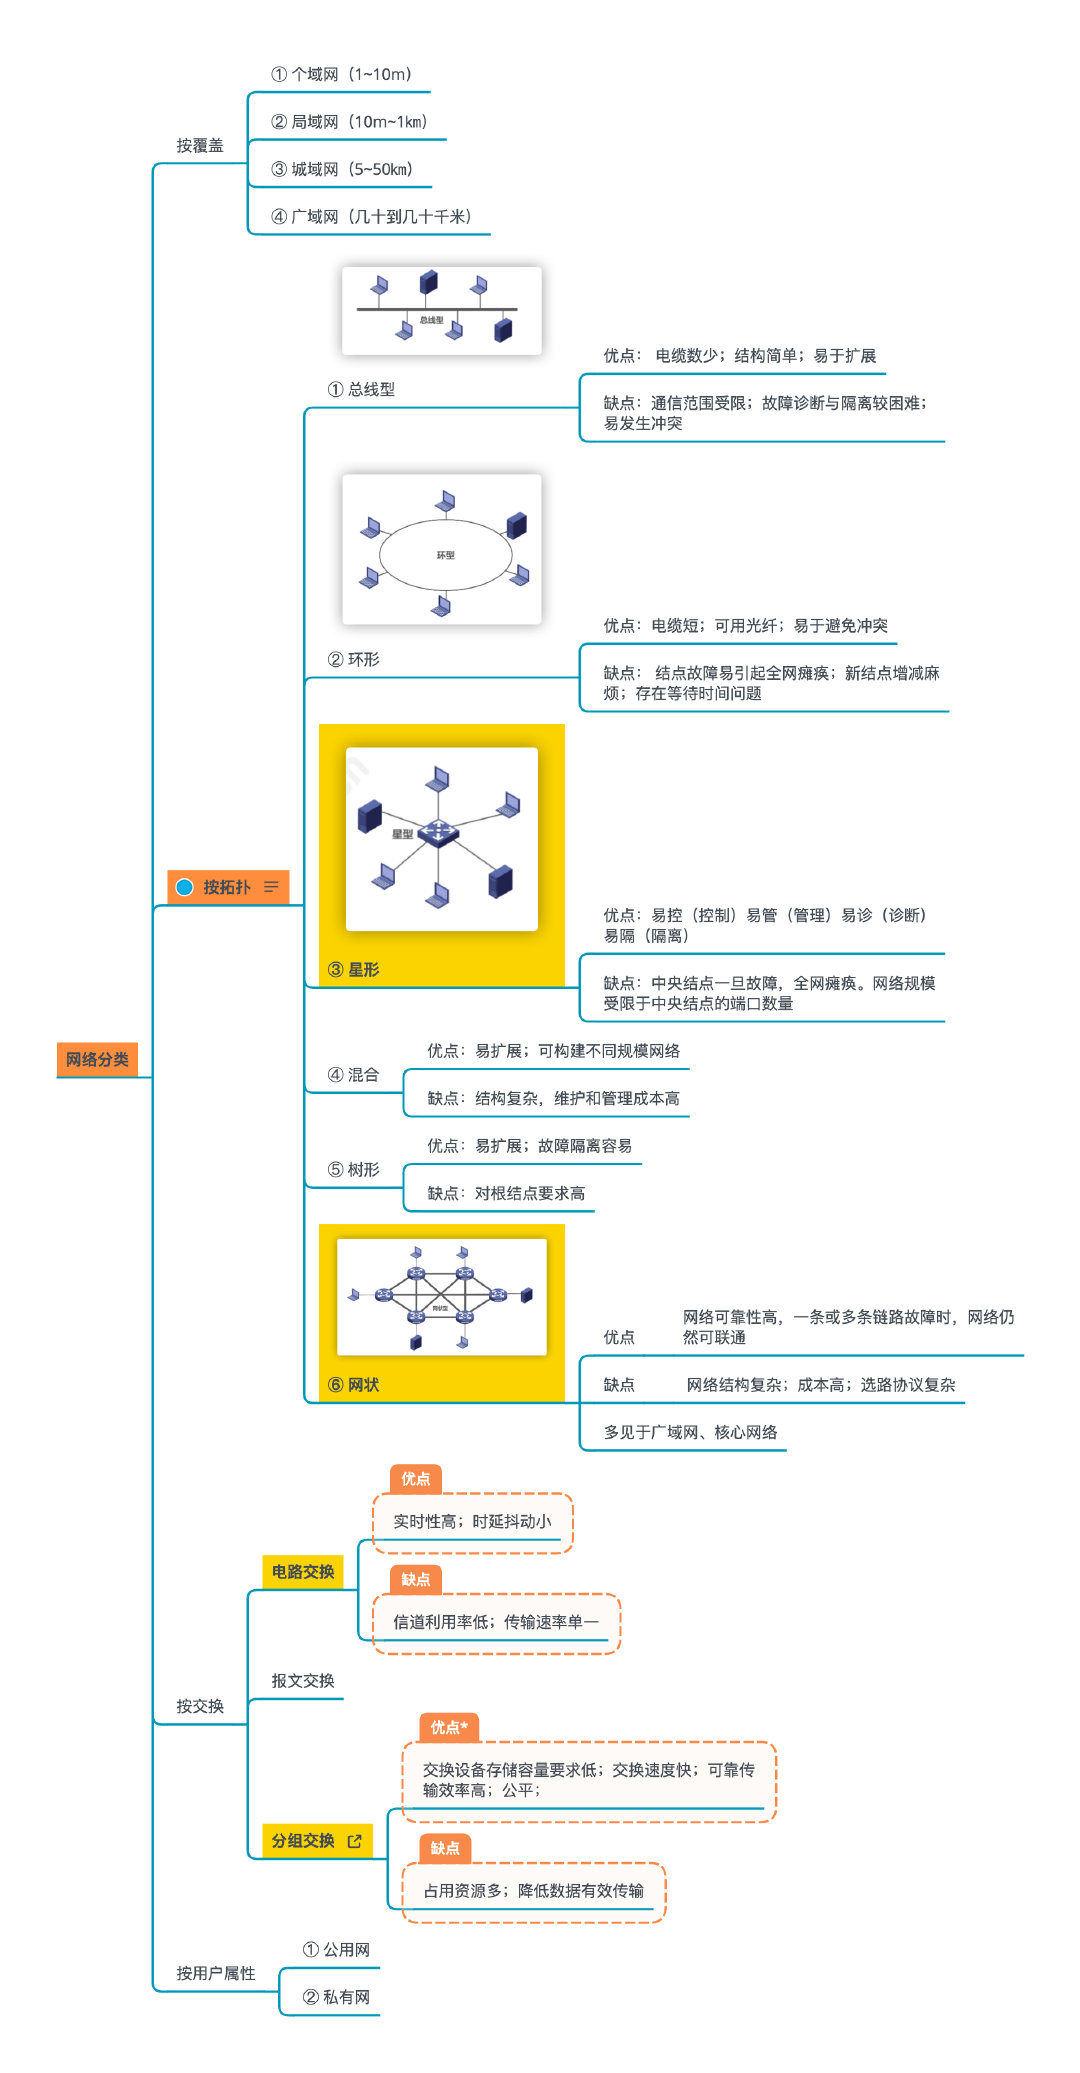 ① 个域网（1~10m）
② 局域网（10m~1km）
按覆盖
③ 城域网（5~50km）
④ 广域网（几十到几十千米）
总线型
① 总线型
优点： 电缆数少；结构简单；易于扩展
缺点：通信范围受限；故障诊断与隔离较困难；
易发生冲突
环型
② 环形
优点：电缆短；可用光纤；易于避免冲突
缺点： 结点故障易引起全网瘫痪；新结点增减麻
烦；存在等待时间问题
按拓扑
星型
③ 星形
优点：易控（控制）易管（管理）易诊（诊断）
易隔（隔离）
缺点：中央结点一旦故障，全网瘫痪。网络规模
受限于中央结点的端口数量
网络分类
④ 混合
优点：易扩展；可构建不同规模网络
缺点：结构复杂，维护和管理成本高
⑤ 树形
优点：易扩展；故障隔离容易
缺点：对根结点要求高
网状型
⑥ 网状
优点
网络可靠性高，一条或多条链路故障时，网络仍
然可联通
缺点
网络结构复杂；成本高；选路协议复杂
多见于广域网、核心网络
优点
实时性高；时延抖动小
电路交换
缺点
信道利用率低；传输速率单一
报文交换
按交换
优点*
交换设备存储容量要求低；交换速度快；可靠传
输效率高；公平；
分组交换
缺点
占用资源多；降低数据有效传输
① 公用网
按用户属性
② 私有网